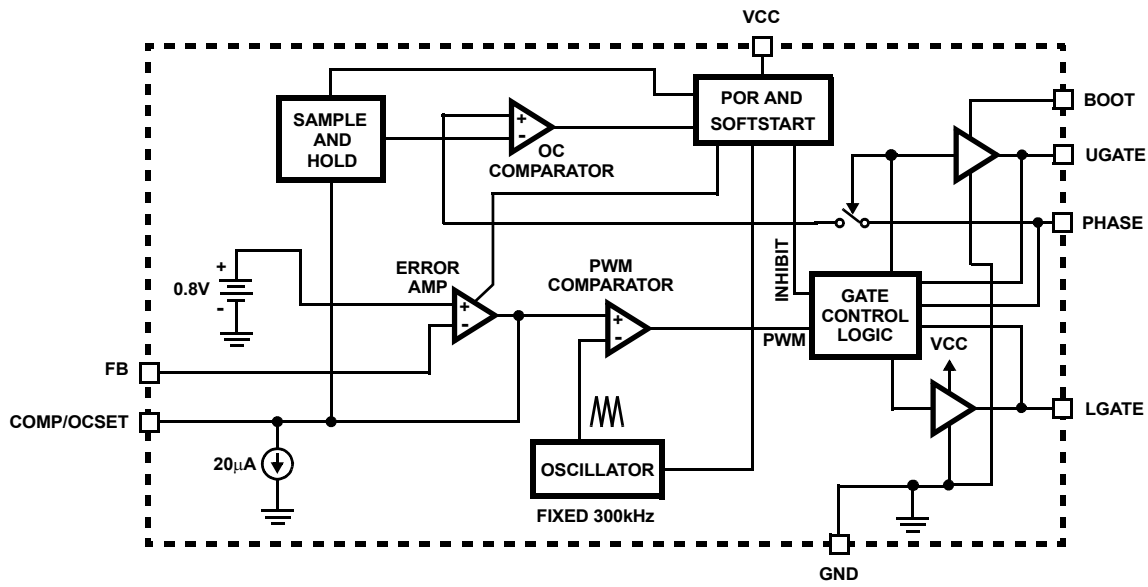 VCC
POR AND
SOFTSTART
BOOT
SAMPLE
AND
HOLD
+
-
OC
COMPARATOR
UGATE
PHASE
0.8V
+
-
ERROR
AMP
+
-
PWM
COMPARATOR
+
-
INHIBIT
PWM
GATE
CONTROL
LOGIC
VCC
FB
COMP/OCSET
LGATE
20µA
OSCILLATOR
FIXED 300kHz
GND